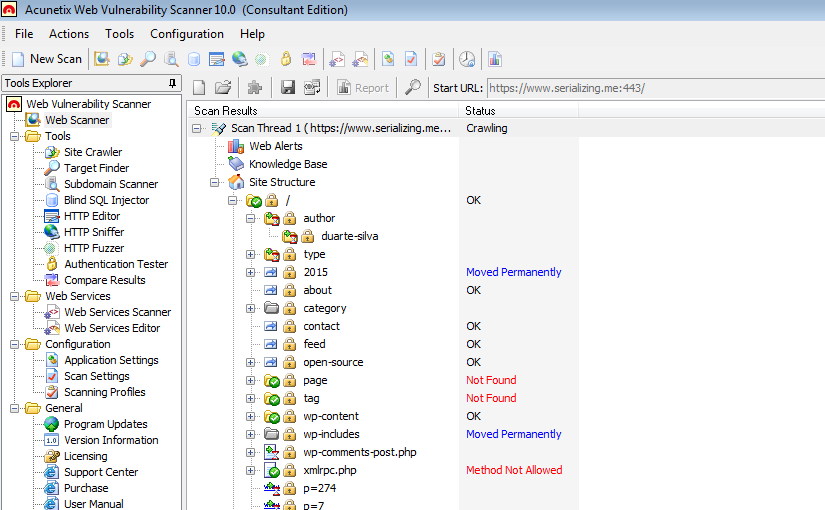 Acunetix Web Vulnerability Scanner 10.0 (Consultant Edition)
File Actions Tools Configuration Help
New Scan
Tools Explorer
Report Start URL: https://www.serializing.me:443/
Web Vulnerability Scanner
Web Scanner
Tools
Site Crawler
Target Finder
Subdomain Scanner
Blind SQL Injector
HTTP Editor
HTTP Sniffer
HTTP Fuzzer
Authentication Tester
Compare Results
Web Services
Web Services Scanner
Web Services Editor
Configuration
Application Settings
Scan Settings
Scanning Profiles
General
Program Updates
1.0 Version Information
Licensing
Support Center
Purchase
User Manual
Scan Results Status
Scan Thread 1 ( https://www.serializing.me... Crawling
Web Alerts
Knowledge Base
Site Structure
/ OK
author
duarte-silva
type
2015 Moved Permanently
about OK
category
contact OK
feed OK
open-source OK
page Not Found
tag Not Found
wp-content OK
wp-includes Moved Permanently
wp-comments-post.php
xmlrpc.php Method Not Allowed
p=274
p=7